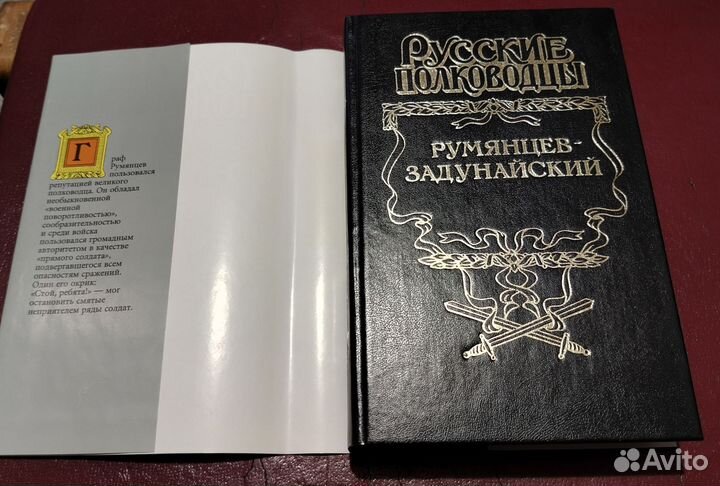 Граф
Румянцев
пользовался
репутацией великого
полководца. Он обладал
необыкновенной
«военной
поворотливостью»,
сообразительностью
и среди войска
пользовался громадным
авторитетом в качестве
«прямого солдата»,
подвергавшегося всем
опасностям сражений.
Один его окрик:
«Стой, ребята!» — мог
остановить смятые
неприятелем ряды солдат.
РУССКИЕ
ПОЛКОВОДЦЫ
РУМЯНЦЕВ-
ЗАДУНАЙСКИЙ
Avito